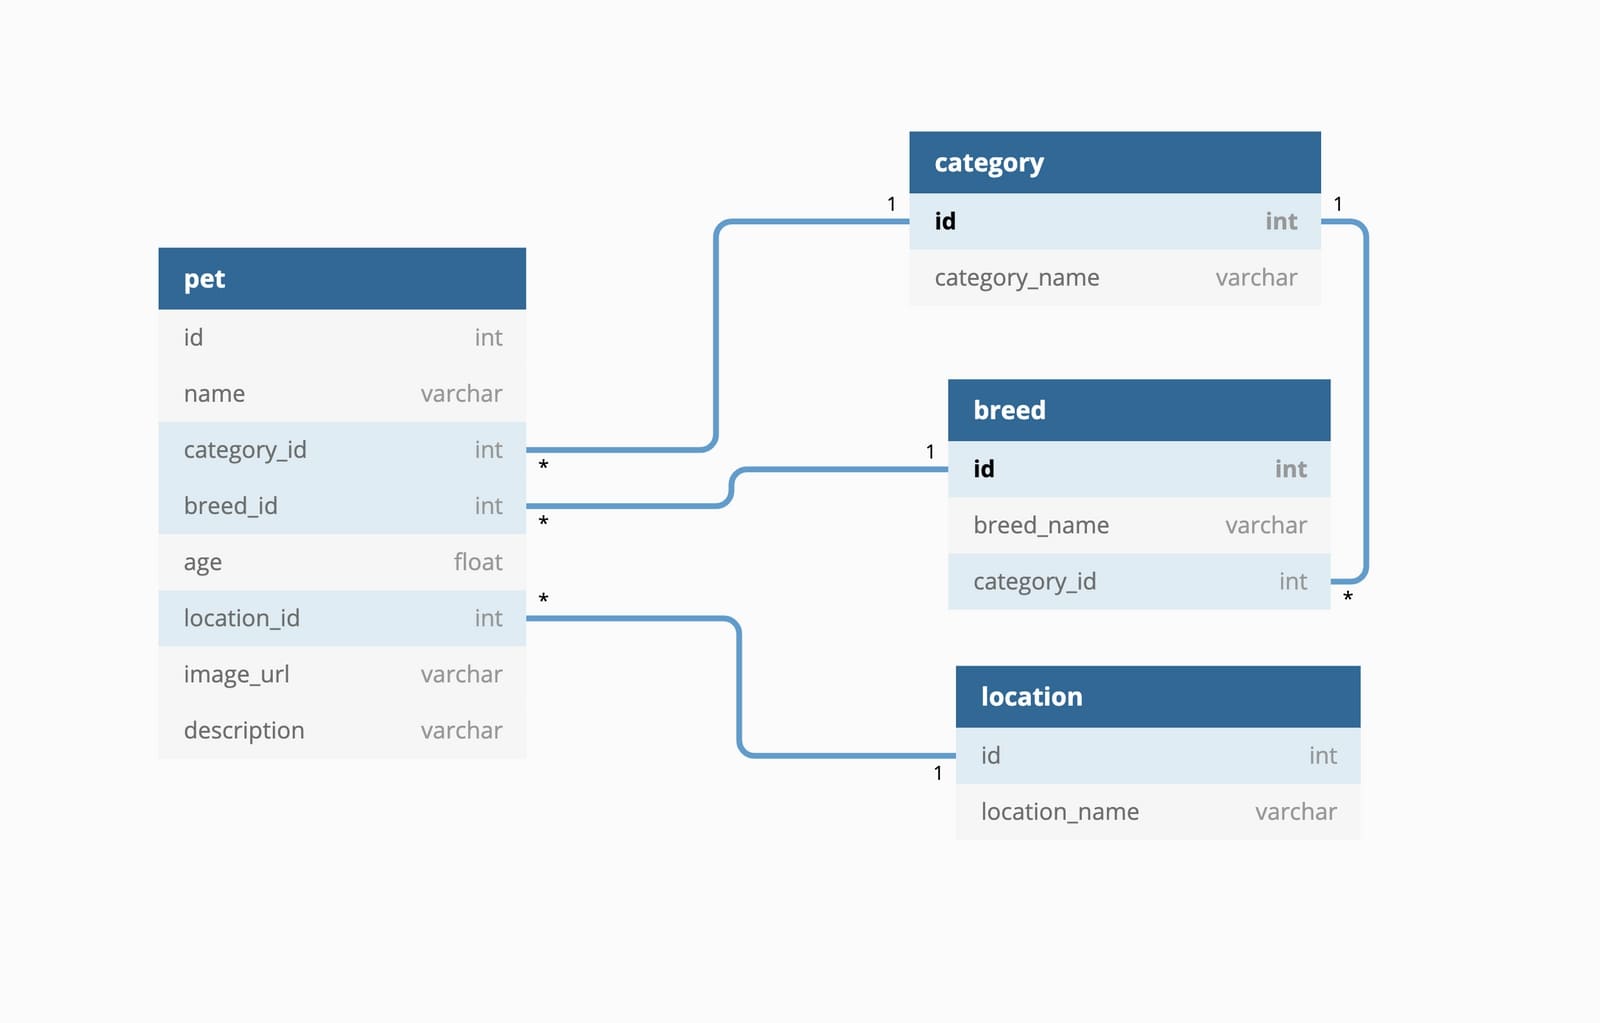 pet
id int
name varchar
category_id int
*
breed_id int
*
age float
*
location_id int
image_url varchar
description varchar
category
1
id int
1
category_name varchar
breed
1
id int
breed_name varchar
category_id int
*
location
id int
1
location_name varchar